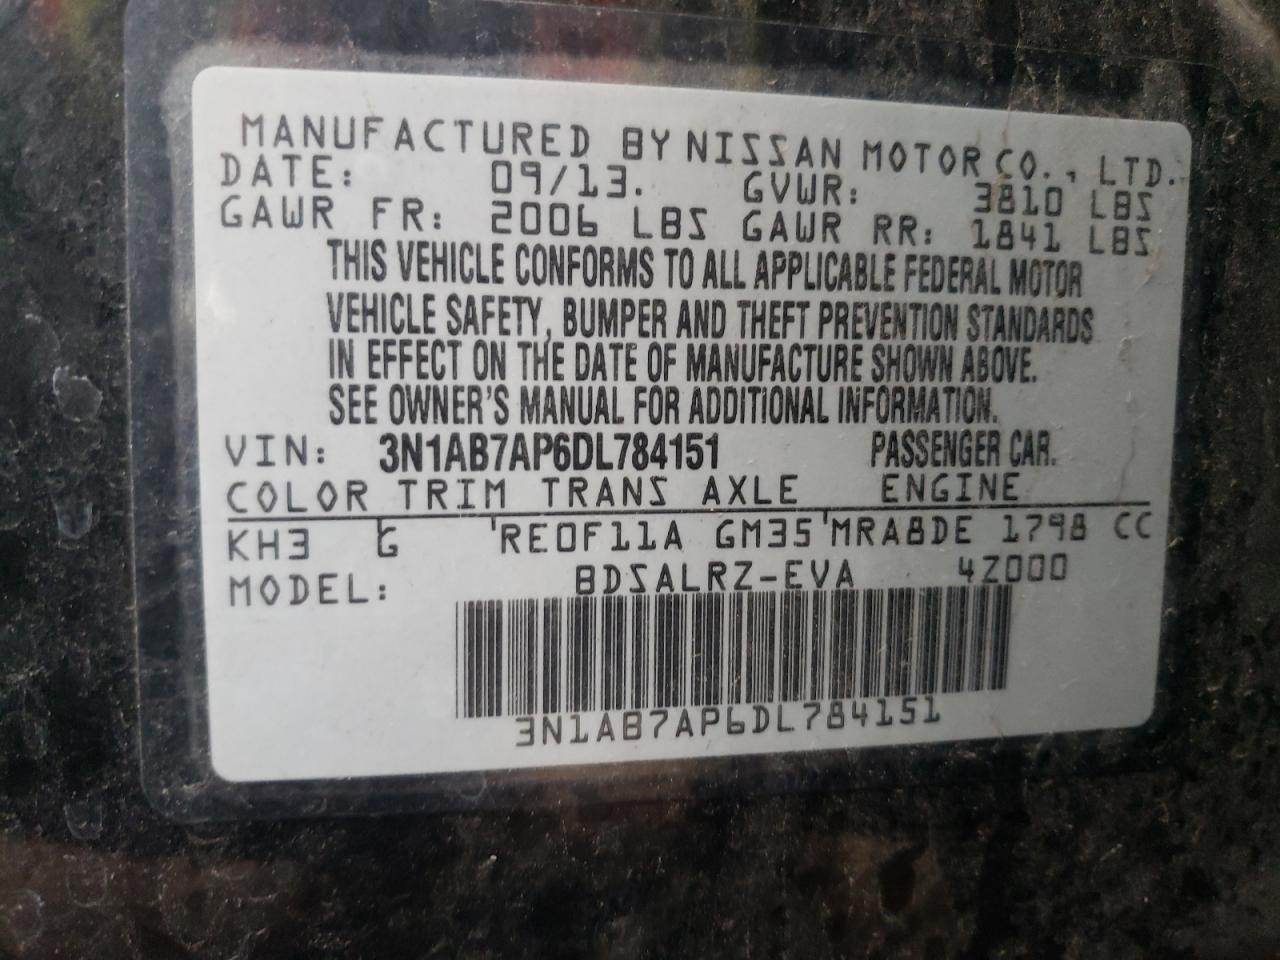 MANUFACTURED BY NISSAN MOTOR CO., LTD.
DATE: 09/13. GVWR: 3810 LBS
GAWR FR: 2006 LBS GAWR RR: 1841 LBS
THIS VEHICLE CONFORMS TO ALL APPLICABLE FEDERAL MOTOR
VEHICLE SAFETY, BUMPER AND THEFT PREVENTION STANDARDS
IN EFFECT ON THE DATE OF MANUFACTURE SHOWN ABOVE.
SEE OWNER'S MANUAL FOR ADDITIONAL INFORMATION.
VIN: 3N1AB7AP6DL784151 PASSENGER CAR.
COLOR TRIM TRANS AXLE ENGINE
KH3 G 'RE0F11A GM35'MRA8DE 1798 CC
MODEL: BDSALRZ-EVA 4Z000
3N1AB7AP6DL784151